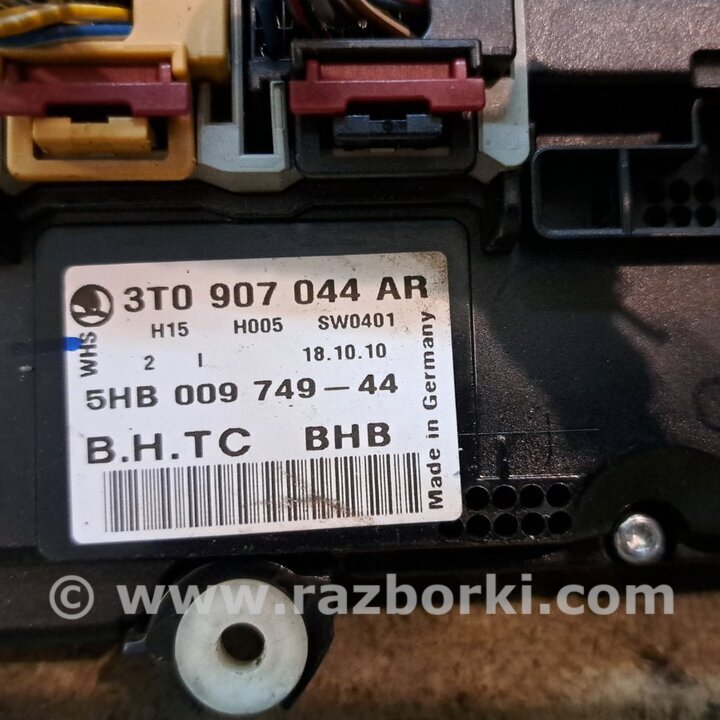 3T0 907 044 AR
H15 H005 SW0401
WHS
2 I 18.10.10
5HB 009 749-44
B.H.TC BHB
Made in Germany
© www.razborki.com